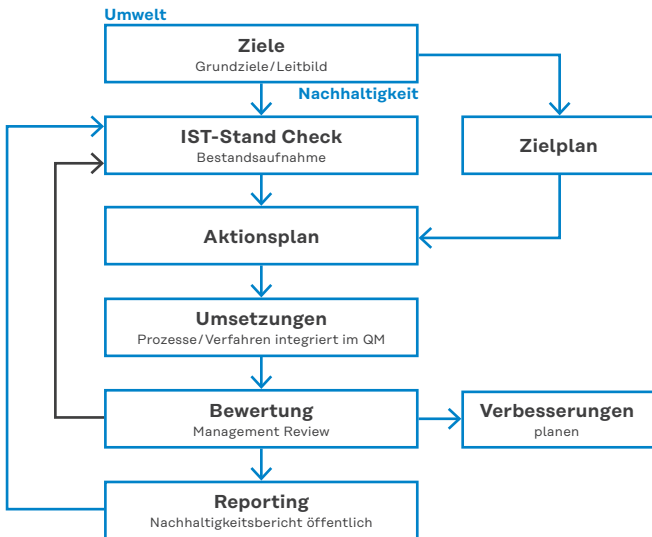 Umwelt
Ziele
Grundziele/Leitbild
Nachhaltigkeit
IST-Stand Check
Bestandsaufnahme
Zielplan
Aktionsplan
Umsetzungen
Prozesse/Verfahren integriert im QM
Bewertung
Management Review
Verbesserungen
planen
Reporting
Nachhaltigkeitsbericht öffentlich